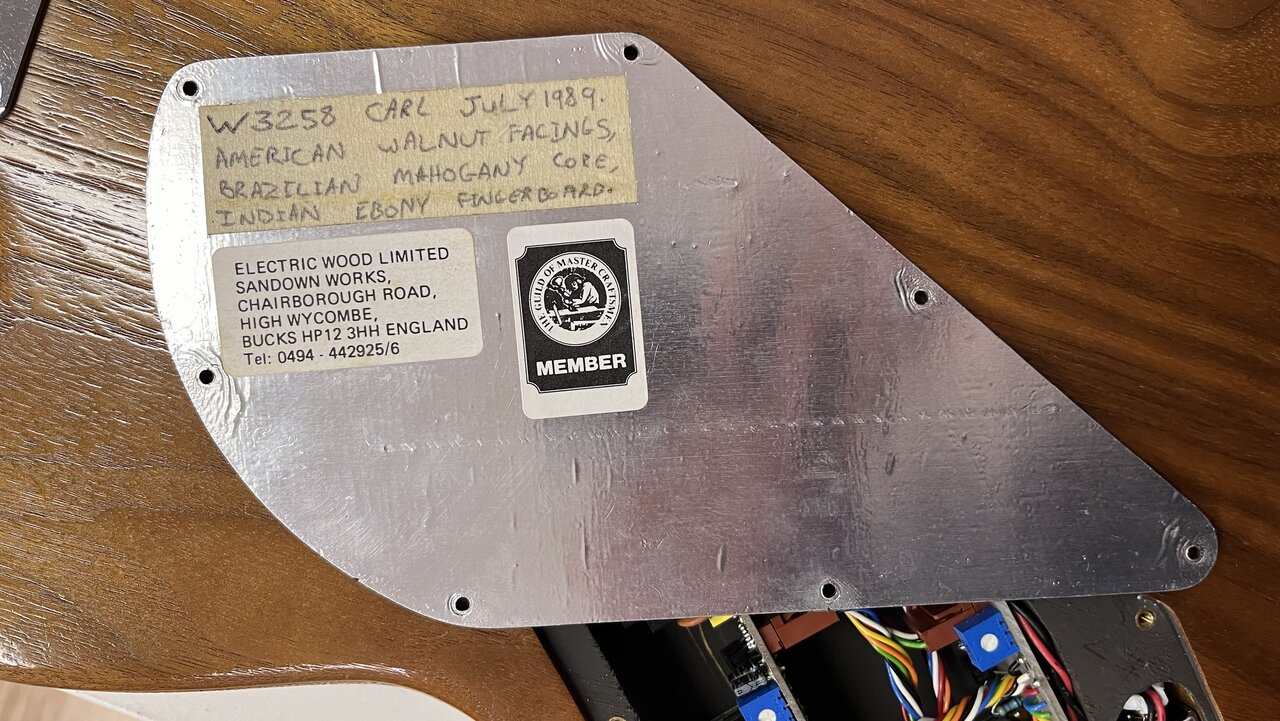 W3258 CARL JULY 1989.
AMERICAN WALNUT FACINGS,
BRAZILIAN MAHOGANY CORE,
INDIAN EBONY FINGERBOARD.
ELECTRIC WOOD LIMITED
SANDOWN WORKS,
CHAIRBOROUGH ROAD,
HIGH WYCOMBE,
BUCKS HP12 3HH ENGLAND
Tel: 0494 - 442925/6
THE GUILD OF MASTER CRAFTSMEN
MEMBER